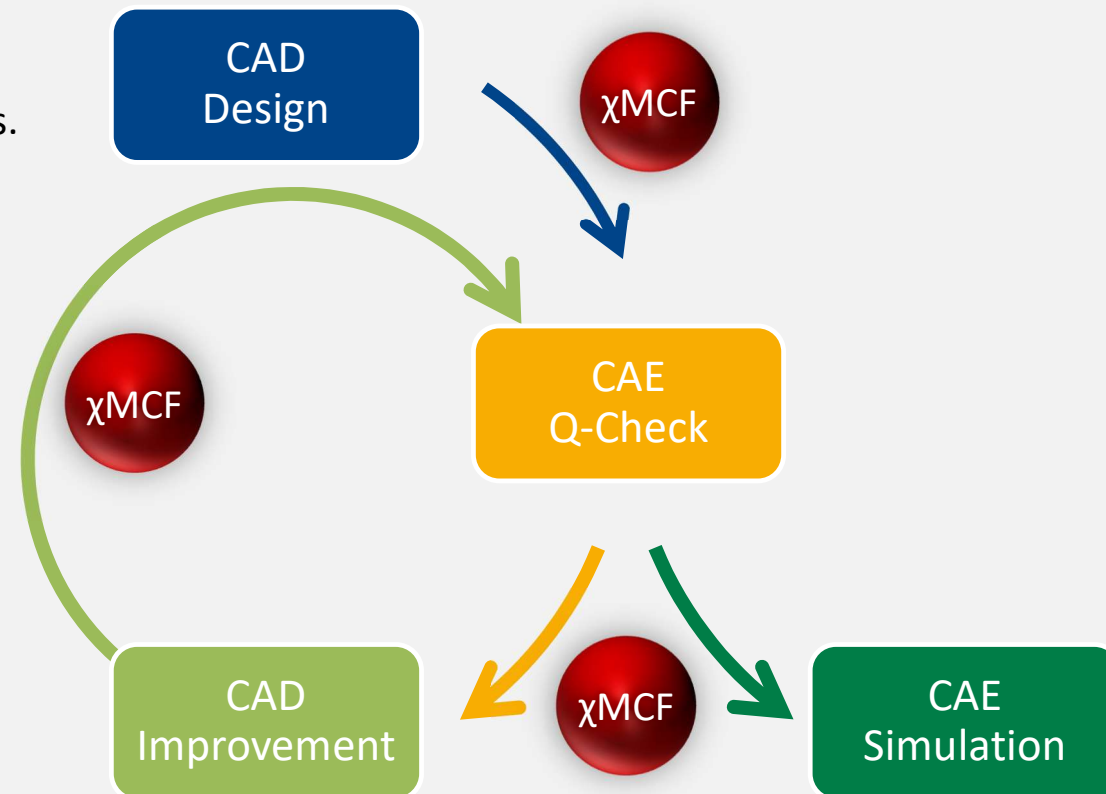 CAD
Design
χMCF
s.
χMCF
CAE
Q-Check
CAD
Improvement
χMCF
CAE
Simulation